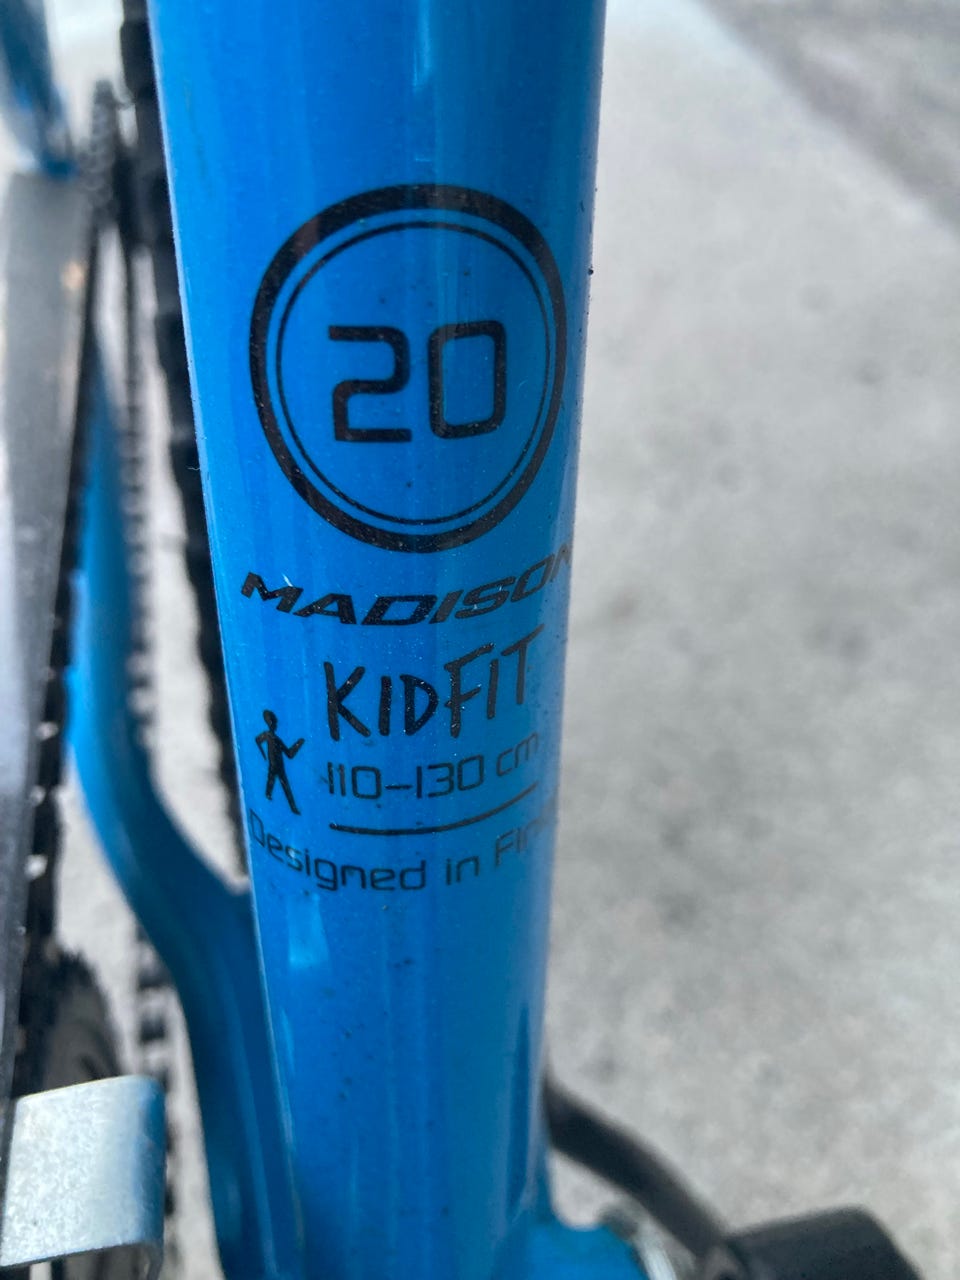 20
MADISON
KIDFIT
110–130 cm
Designed in